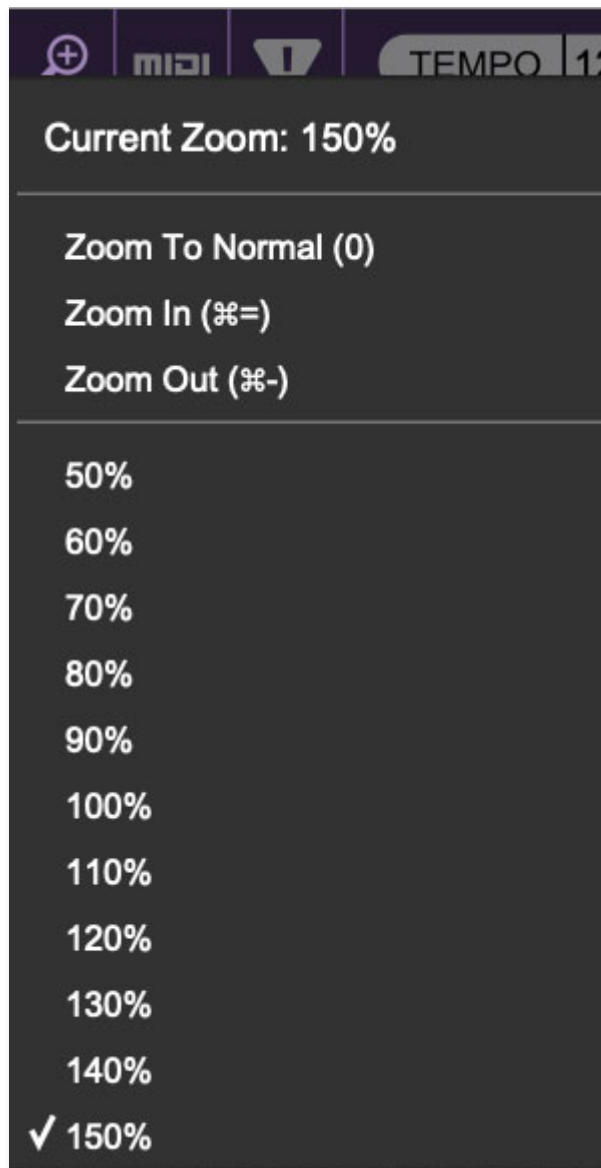 MIDI
TEMPO 12
Current Zoom: 150%
Zoom To Normal (0)
Zoom In (⌘=)
Zoom Out (⌘-)
50%
60%
70%
80%
90%
100%
110%
120%
130%
140%
✓ 150%